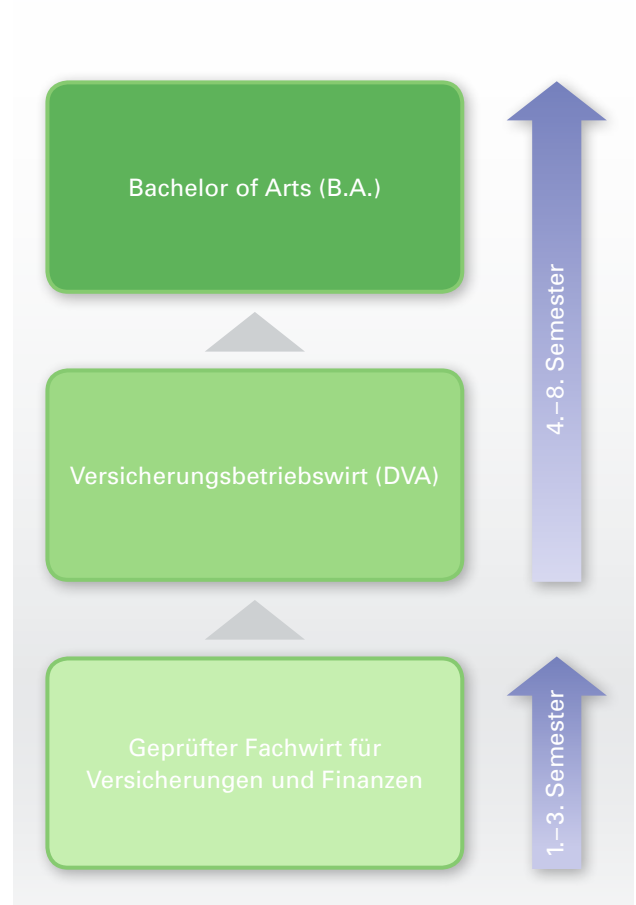 Bachelor of Arts (B.A.)
4.–8. Semester
Versicherungsbetriebswirt (DVA)
Geprüfter Fachwirt für
Versicherungen und Finanzen
1.–3. Semester